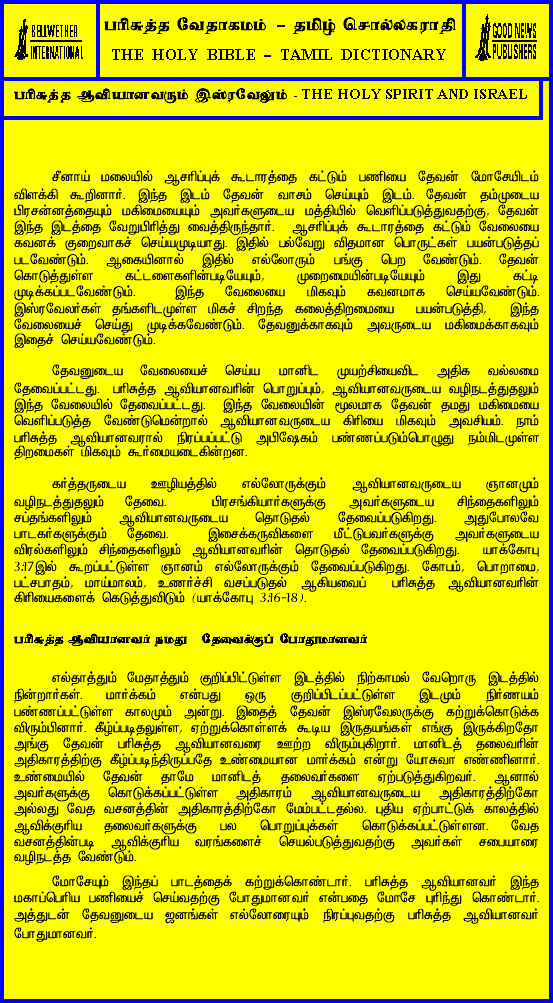 BELLWETHER
INTERNATIONAL
பரிசுத்த வேதாகமம் – தமிழ் சொல்லகராதி
THE HOLY BIBLE – TAMIL DICTIONARY
GOOD NEWS
PUBLISHERS
பரிசுத்த ஆவியானவரும் இஸ்ரவேலும் - THE HOLY SPIRIT AND ISRAEL
சீனாய் மலையில் ஆசரிப்புக் கூடாரத்தை கட்டும் பணியை தேவன் மோசேயிடம்
விளக்கி கூறினார். இந்த இடம் தேவன் வாசம் செய்யும் இடம். தேவன் தம்முடைய
பிரசன்னத்தையும் மகிமையையும் அவர்களுடைய மத்தியில் வெளிப்படுத்துவதற்கு, தேவன்
இந்த இடத்தை வேறுபிரித்து வைத்திருந்தார். ஆசரிப்புக் கூடாரத்தை கட்டும் வேலையை
கவனக் குறைவாகச் செய்யமுடியாது. இதில் பல்வேறு விதமான பொருட்கள் பயன்படுத்தப்
படவேண்டும். ஆகையினால் இதில் எல்லோரும் பங்கு பெற வேண்டும். தேவன்
கொடுத்துள்ள கட்டளைகளின்படியேயும், முறைமையின்படியேயும் இது கட்டி
முடிக்கப்படவேண்டும். இந்த வேலையை மிகவும் கவனமாக செய்யவேண்டும்.
இஸ்ரவேலர்கள் தங்களிடமுள்ள மிகச் சிறந்த கலைத்திறமையை பயன்படுத்தி, இந்த
வேலையைச் செய்து முடிக்கவேண்டும். தேவனுக்காகவும் அவருடைய மகிமைக்காகவும்
இதைச் செய்யவேண்டும்.
தேவனுடைய வேலையைச் செய்ய மானிட முயற்சியைவிட அதிக வல்லமை
தேவைப்பட்டது. பரிசுத்த ஆவியானவரின் பொறுப்பும், ஆவியானவருடைய வழிநடத்துதலும்
இந்த வேலையில் தேவைப்பட்டது. இந்த வேலையின் மூலமாக தேவன் தமது மகிமையை
வெளிப்படுத்த வேண்டுமென்றால் ஆவியானவருடைய கிரியை மிகவும் அவசியம். நாம்
பரிசுத்த ஆவியானவரால் நிரப்பப்பட்டு அபிஷேகம் பண்ணப்படும்பொழுது நம்மிடமுள்ள
திறமைகள் மிகவும் கூர்மையடைகின்றன.
கர்த்தருடைய ஊழியத்தில் எல்லோருக்கும் ஆவியானவருடைய ஞானமும்
வழிநடத்துதலும் தேவை. பிரசங்கியார்களுக்கு அவர்களுடைய சிந்தைகளிலும்
சப்தங்களிலும் ஆவியானவருடைய தொடுதல் தேவைப்படுகிறது. அதுபோலவே
பாடகர்களுக்கும் தேவை. இசைக்கருவிகளை மீட்டுபவர்களுக்கு அவர்களுடைய
விரல்களிலும் சிந்தைகளிலும் ஆவியானவரின் தொடுதல் தேவைப்படுகிறது. யாக்கோபு
3:17இல் கூறப்பட்டுள்ள ஞானம் எல்லோருக்கும் தேவைப்படுகிறது. கோபம், பொறாமை,
பட்சபாதம், மாய்மாலம், உணர்ச்சி வசப்படுதல் ஆகியவைப் பரிசுத்த ஆவியானவரின்
கிரியைகளைக் கெடுத்துவிடும் (யாக்கோபு 3:16-18).
பரிசுத்த ஆவியானவர் நமது தேவைக்குப் போதுமானவர்
எல்தாத்தும் மேதாத்தும் குறிப்பிட்டுள்ள இடத்தில் நிற்காமல் வேறொரு இடத்தில்
நின்றார்கள். மார்க்கம் என்பது ஒரு குறிப்பிடப்பட்டுள்ள இடமும் நிர்ணயம்
பண்ணப்பட்டுள்ள காலமும் அன்று. இதைத் தேவன் இஸ்ரவேலருக்கு கற்றுக்கொடுக்க
விரும்பினார். கீழ்ப்படிதலுள்ள, ஏற்றுக்கொள்ளக் கூடிய இருதயங்கள் எங்கு இருக்கிறதோ
அங்கு தேவன் பரிசுத்த ஆவியானவரை ஊற்ற விரும்புகிறார். மானிடத் தலைவரின்
அதிகாரத்திற்கு கீழ்ப்படிந்திருப்பதே உண்மையான மார்க்கம் என்று யோசுவா எண்ணினார்.
உண்மையில் தேவன் தாமே மானிடத் தலைவர்களை ஏற்படுத்துகிறவர். ஆனால்
அவர்களுக்கு கொடுக்கப்பட்டுள்ள அதிகாரம் ஆவியானவருடைய அதிகாரத்திற்கோ
அல்லது வேத வசனத்தின் அதிகாரத்திற்கோ மேம்பட்டதல்ல. புதிய ஏற்பாட்டுக் காலத்தில்
ஆவிக்குரிய தலைவர்களுக்கு பல பொறுப்புக்கள் கொடுக்கப்பட்டுள்ளன. வேத
வசனத்தின்படி ஆவிக்குரிய வரங்களைச் செயல்படுத்துவதற்கு அவர்கள் சபையாரை
வழிநடத்த வேண்டும்.
மோசேயும் இந்தப் பாடத்தைக் கற்றுக்கொண்டார். பரிசுத்த ஆவியானவர் இந்த
மகாப்பெரிய பணியைச் செய்வதற்கு போதுமானவர் என்பதை மோசே புரிந்து கொண்டார்.
அத்துடன் தேவனுடைய ஜனங்கள் எல்லோரையும் நிரப்புவதற்கு பரிசுத்த ஆவியானவர்
போதுமானவர்.